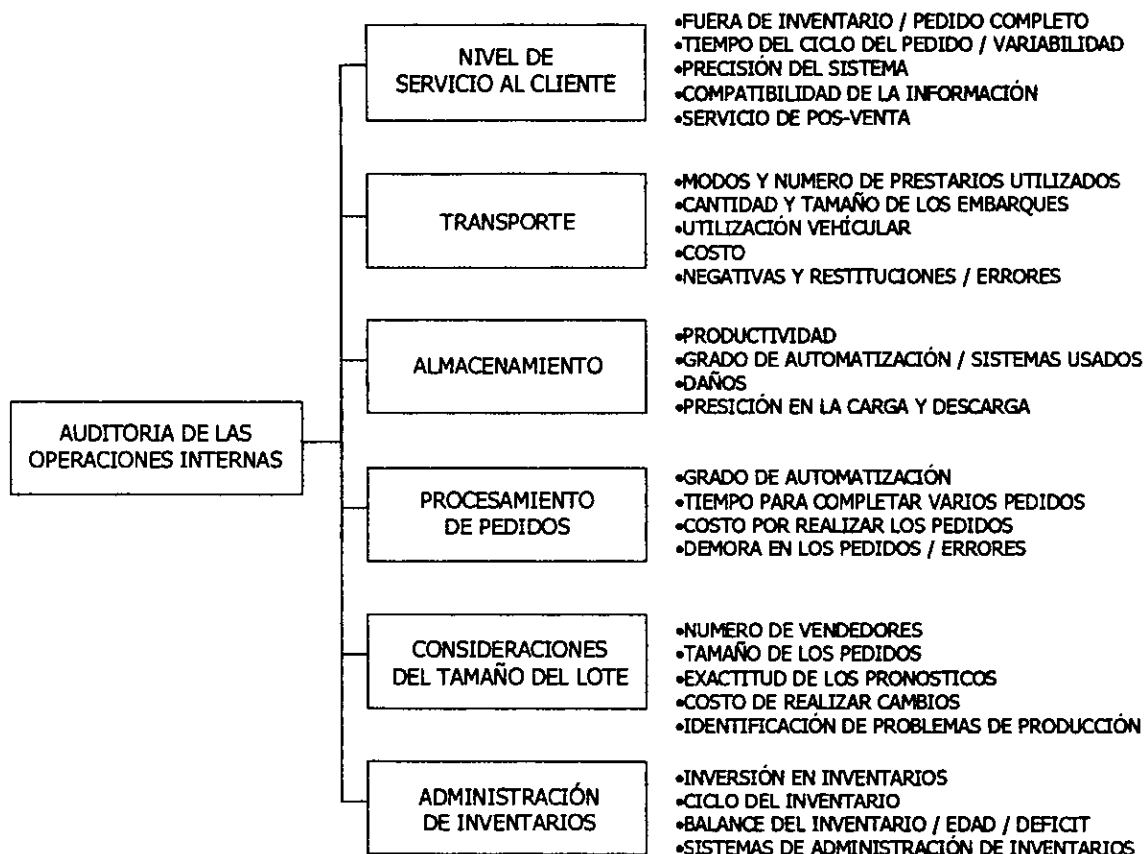 NIVEL DE
SERVICIO AL CLIENTE
•FUERA DE INVENTARIO / PEDIDO COMPLETO
•TIEMPO DEL CICLO DEL PEDIDO / VARIABILIDAD
•PRECISIÓN DEL SISTEMA
•COMPATIBILIDAD DE LA INFORMACIÓN
•SERVICIO DE POS-VENTA
TRANSPORTE
•MODOS Y NUMERO DE PRESTARIOS UTILIZADOS
•CANTIDAD Y TAMAÑO DE LOS EMBARQUES
•UTILIZACIÓN VEHÍCULAR
•COSTO
•NEGATIVAS Y RESTITUCIONES / ERRORES
ALMACENAMIENTO
•PRODUCTIVIDAD
•GRADO DE AUTOMATIZACIÓN / SISTEMAS USADOS
•DAÑOS
•PRESICIÓN EN LA CARGA Y DESCARGA
AUDITORIA DE LAS
OPERACIONES INTERNAS
PROCESAMIENTO
DE PEDIDOS
•GRADO DE AUTOMATIZACIÓN
•TIEMPO PARA COMPLETAR VARIOS PEDIDOS
•COSTO POR REALIZAR LOS PEDIDOS
•DEMORA EN LOS PEDIDOS / ERRORES
CONSIDERACIONES
DEL TAMAÑO DEL LOTE
•NUMERO DE VENDEDORES
•TAMAÑO DE LOS PEDIDOS
•EXACTITUD DE LOS PRONOSTICOS
•COSTO DE REALIZAR CAMBIOS
•IDENTIFICACIÓN DE PROBLEMAS DE PRODUCCIÓN
ADMINISTRACIÓN
DE INVENTARIOS
•INVERSIÓN EN INVENTARIOS
•CICLO DEL INVENTARIO
•BALANCE DEL INVENTARIO / EDAD / DEFICIT
•SISTEMAS DE ADMINISTRACIÓN DE INVENTARIOS